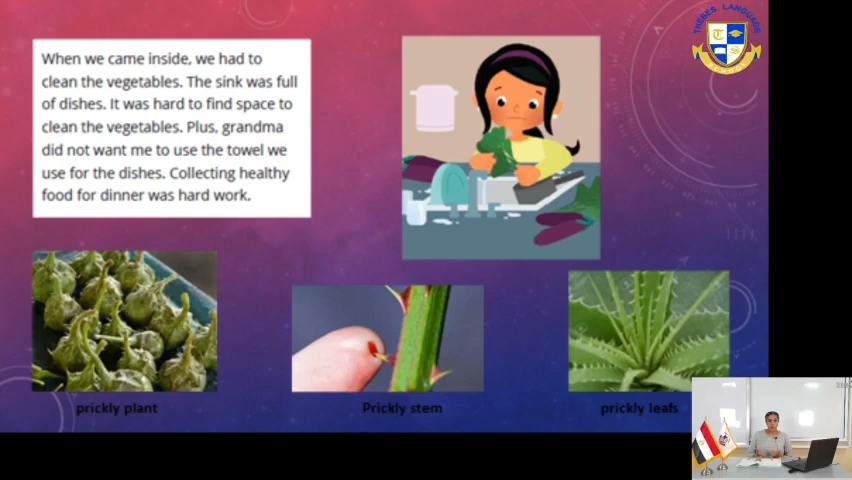 THEBES LANGUAGE
When we came inside, we had to
clean the vegetables. The sink was full
of dishes. It was hard to find space to
clean the vegetables. Plus, grandma
did not want me to use the towel we
use for the dishes. Collecting healthy
food for dinner was hard work.
prickly plant
Prickly stem
prickly leafs